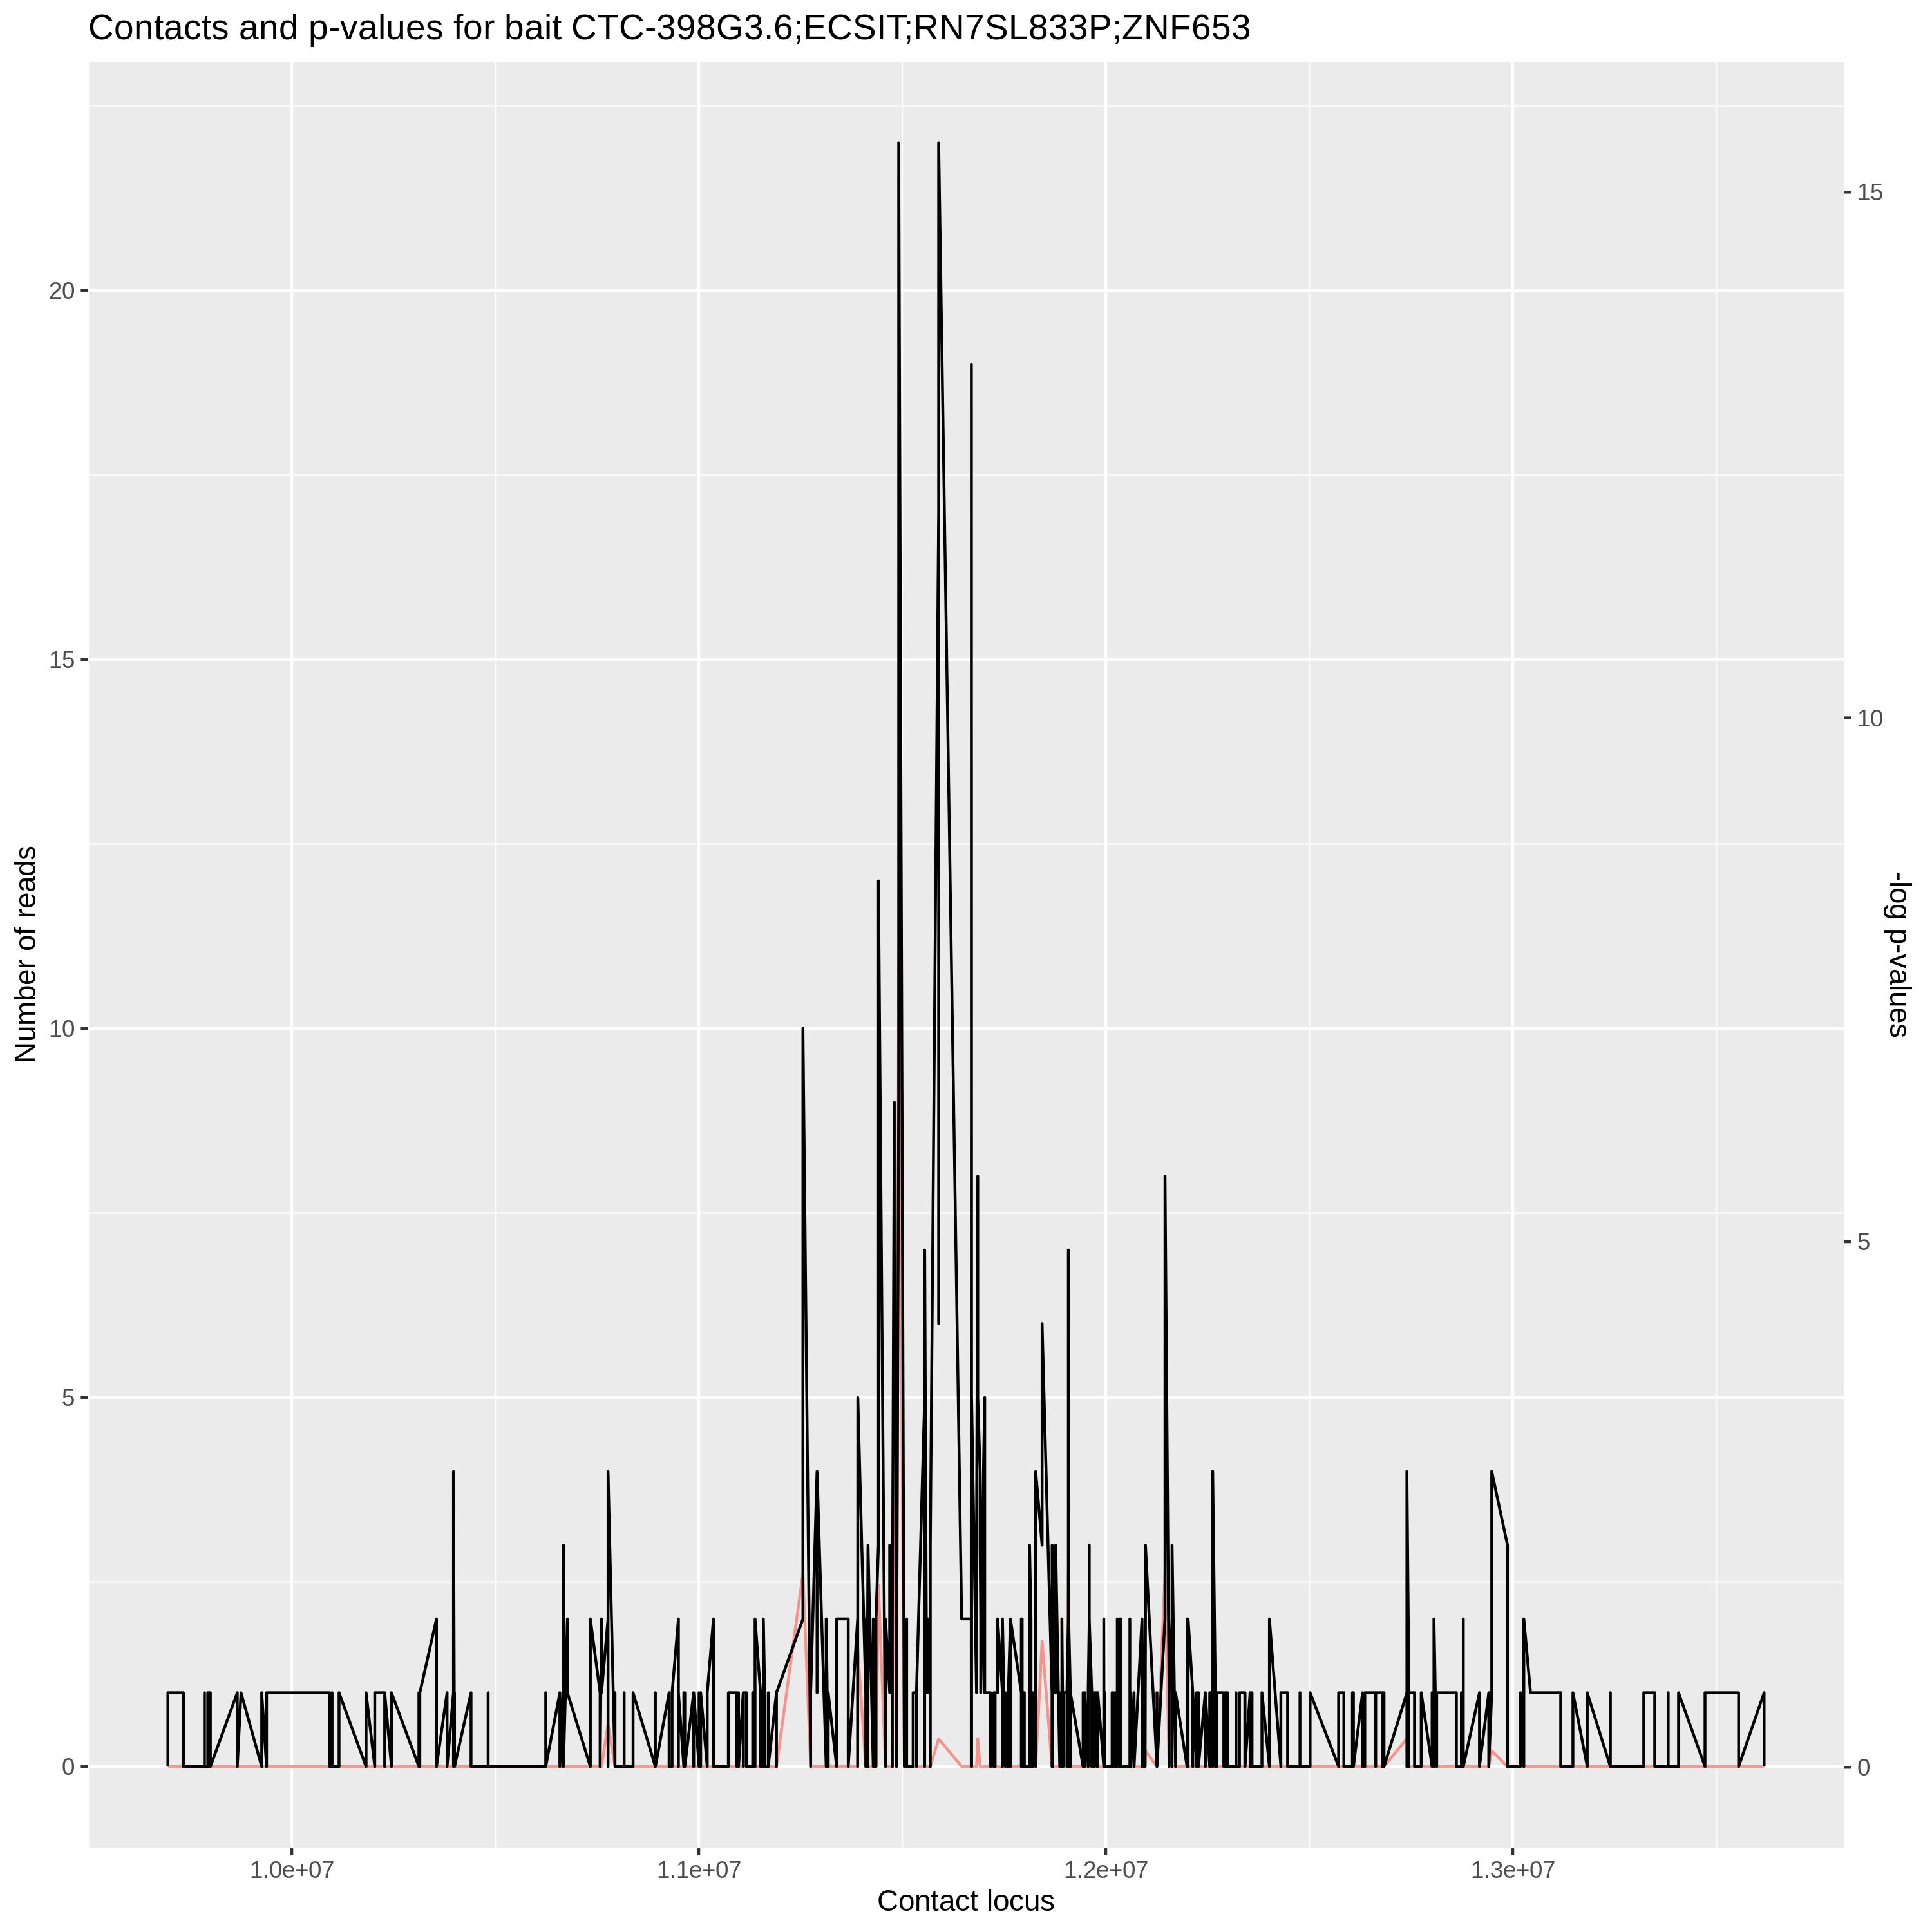 Contacts and p-values for bait CTC-398G3.6;ECSIT;RN7SL833P;ZNF653
Number of reads
20
15
10
5
0
15
10
5
0
-log p-values
1.0e+07
1.1e+07
1.2e+07
1.3e+07
Contact locus